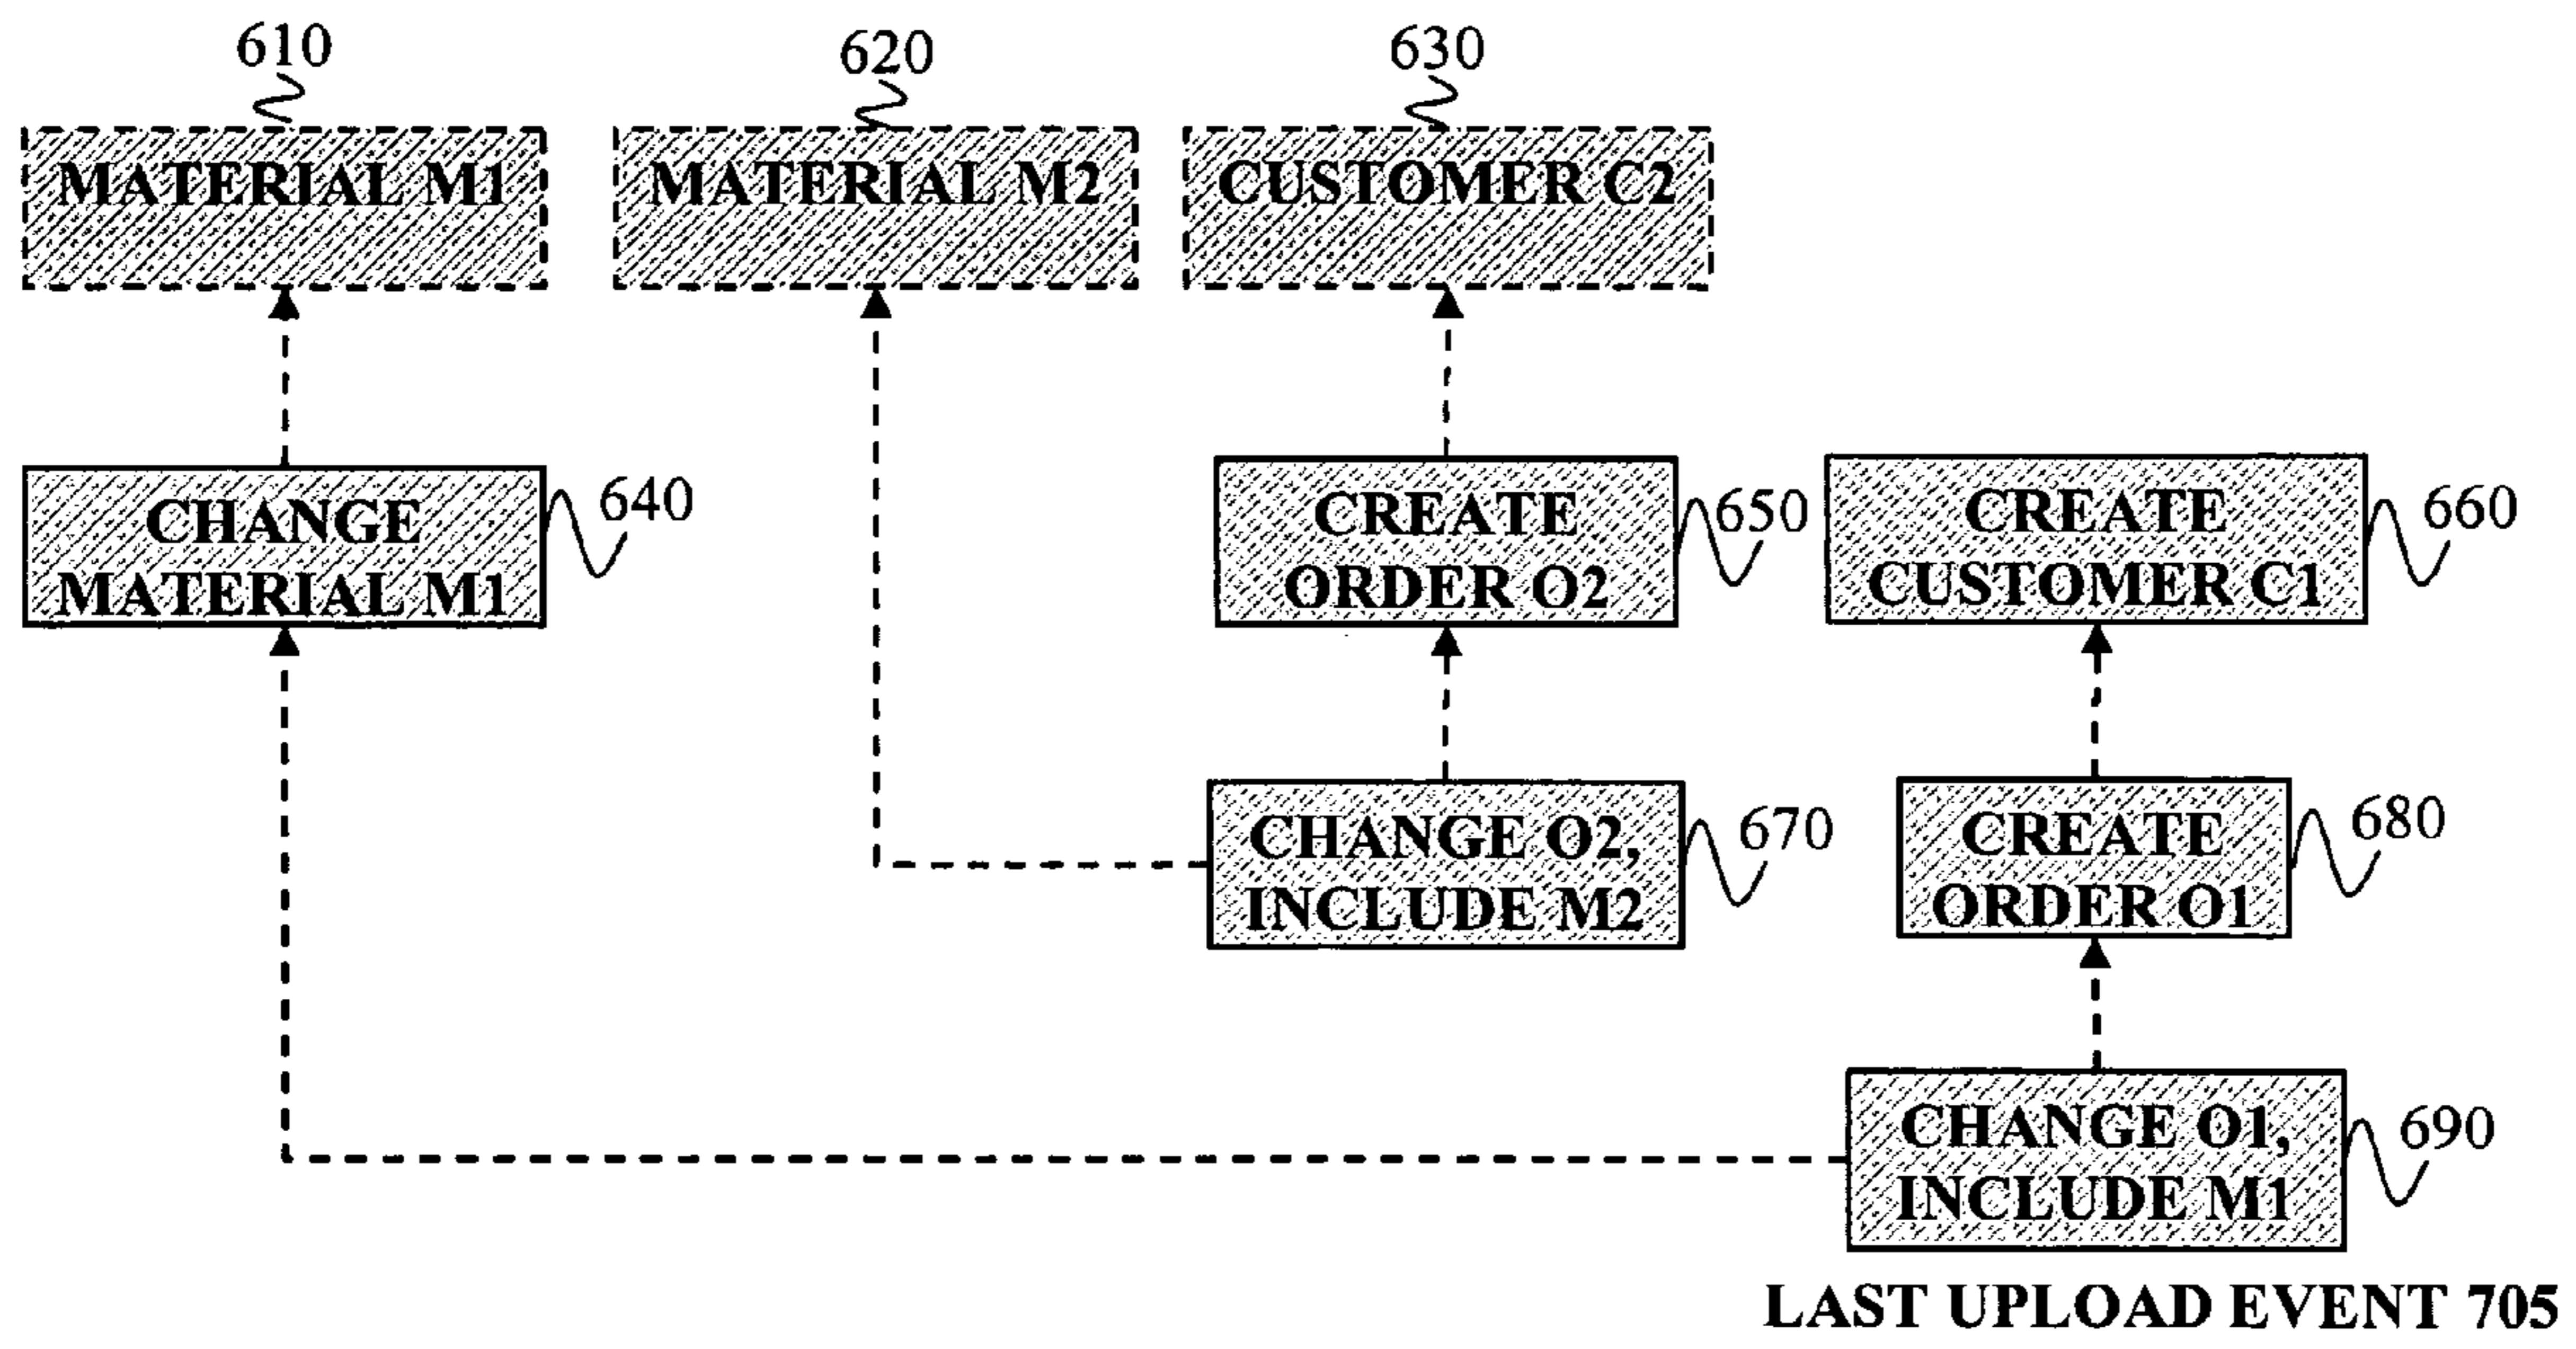 610
620
630
MATERIAL M1
MATERIAL M2
CUSTOMER C2
CHANGE
MATERIAL M1
640
CREATE
ORDER O2
650
CREATE
CUSTOMER C1
660
CHANGE O2,
INCLUDE M2
670
CREATE
ORDER O1
680
CHANGE O1,
INCLUDE M1
690
LAST UPLOAD EVENT 705